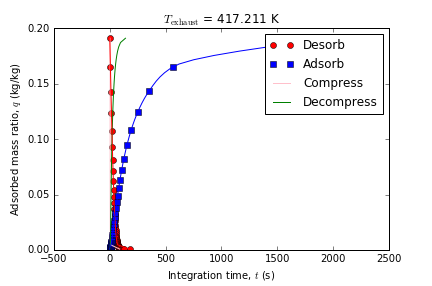 T_exhaust = 417.211 K
Desorb
Adsorb
Compress
Decompress
0.20
0.15
0.10
0.05
0.00
Adsorbed mass ratio, q (kg/kg)
−500 0 500 1000 1500 2000 2500
Integration time, t (s)